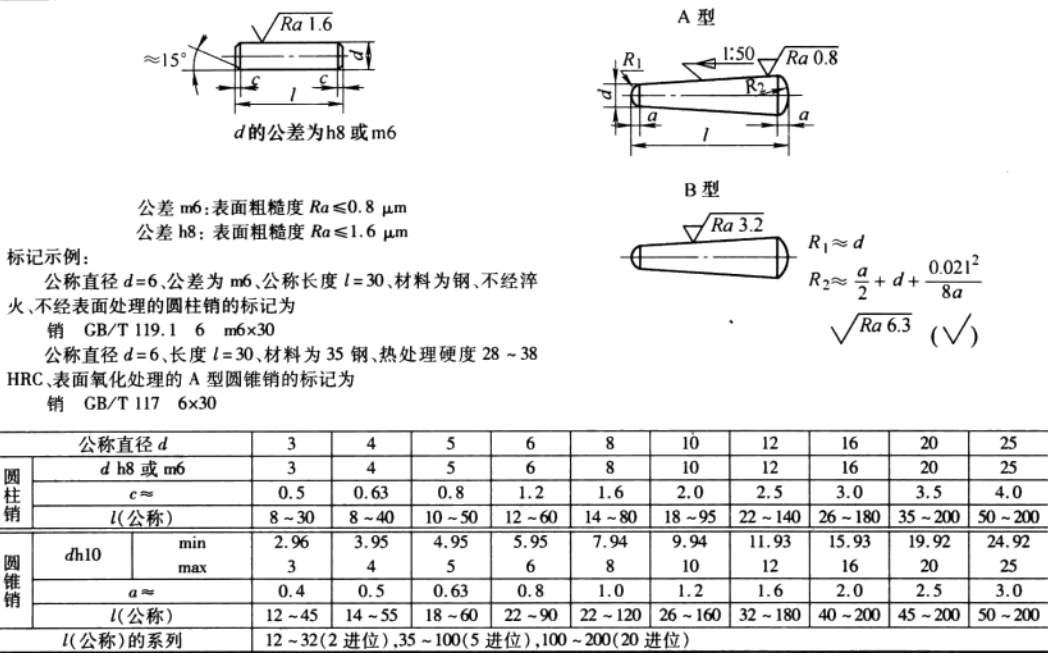 Ra 1.6
≈15°
d
c
c
l
d的公差为h8 或m6
A 型
R₁
1:50
Ra 0.8
R₂
d
a
a
l
公差 m6:表面粗糙度 Ra≤0.8 μm
公差 h8: 表面粗糙度 Ra≤1.6 μm
B 型
Ra 3.2
R₁≈ d
R₂≈ a/2 + d + 0.021²/8a
Ra 6.3 (√)
标记示例:
公称直径 d=6、公差为 m6、公称长度 l=30、材料为钢、不经淬
火、不经表面处理的圆柱销的标记为
销 GB/T 119.1 6 m6×30
公称直径 d=6、长度 l=30、材料为 35 钢、热处理硬度 28 ~ 38
HRC、表面氧化处理的 A 型圆锥销的标记为
销 GB/T 117 6×30
公称直径 d 3 4 5 6 8 10 12 16 20 25
圆柱销
d h8 或 m6 3 4 5 6 8 10 12 16 20 25
c≈ 0.5 0.63 0.8 1.2 1.6 2.0 2.5 3.0 3.5 4.0
l(公称) 8 ~30 8 ~40 10 ~50 12 ~60 14 ~80 18 ~95 22 ~140 26 ~180 35 ~200 50 ~200
圆锥销
dh10
min 2.96 3.95 4.95 5.95 7.94 9.94 11.93 15.93 19.92 24.92
max 3 4 5 6 8 10 12 16 20 25
a≈ 0.4 0.5 0.63 0.8 1.0 1.2 1.6 2.0 2.5 3.0
l(公称) 12 ~45 14 ~55 18 ~60 22 ~90 22 ~120 26 ~160 32 ~180 40 ~200 45 ~200 50 ~200
l(公称)的系列 12 ~32(2 进位),35 ~100(5 进位),100 ~200(20 进位)